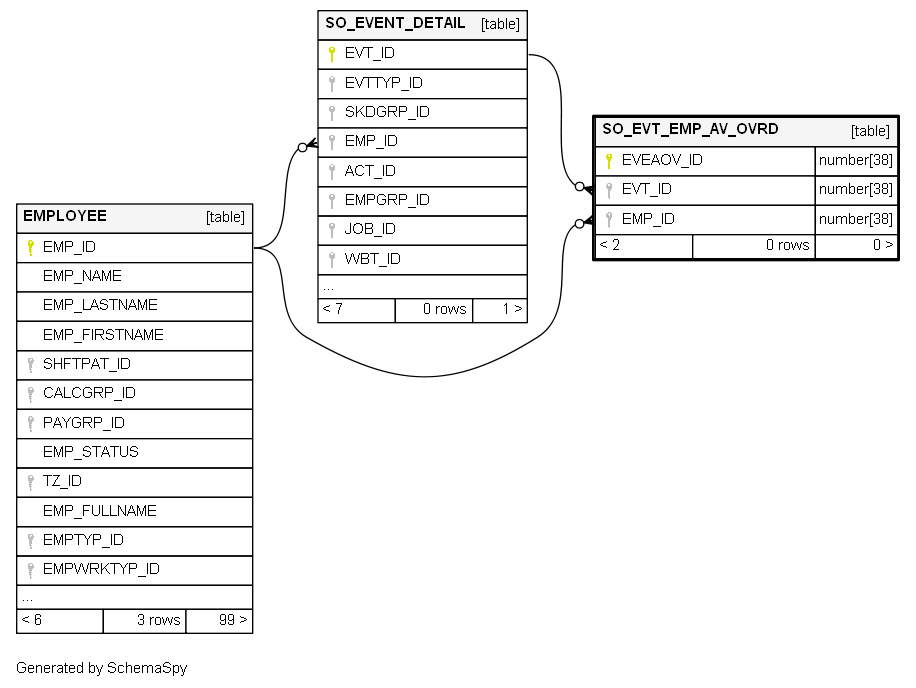 SO_EVENT_DETAIL [table]
EVT_ID
EVTTYP_ID
SKDGRP_ID
EMP_ID
ACT_ID
EMPGRP_ID
JOB_ID
WBT_ID
...
< 7 0 rows 1 >
SO_EVT_EMP_AV_OVRD [table]
EVEAOV_ID number[38]
EVT_ID number[38]
EMP_ID number[38]
< 2 0 rows 0 >
EMPLOYEE [table]
EMP_ID
EMP_NAME
EMP_LASTNAME
EMP_FIRSTNAME
SHFTPAT_ID
CALCGRP_ID
PAYGRP_ID
EMP_STATUS
TZ_ID
EMP_FULLNAME
EMPTYP_ID
EMPWRKTYP_ID
...
< 6 3 rows 99 >
Generated by SchemaSpy